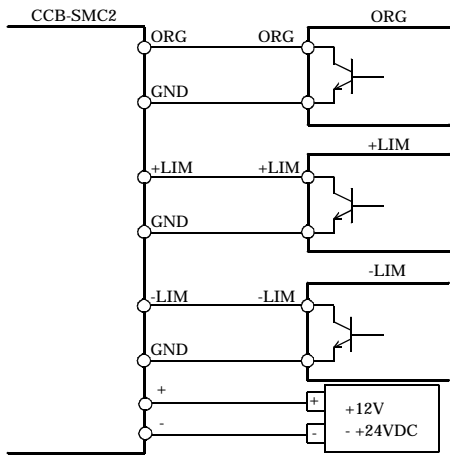 CCB-SMC2
ORG
ORG ORG
GND
+LIM
+LIM +LIM
GND
-LIM
-LIM -LIM
GND
+ +
+12V
- -
- +24VDC